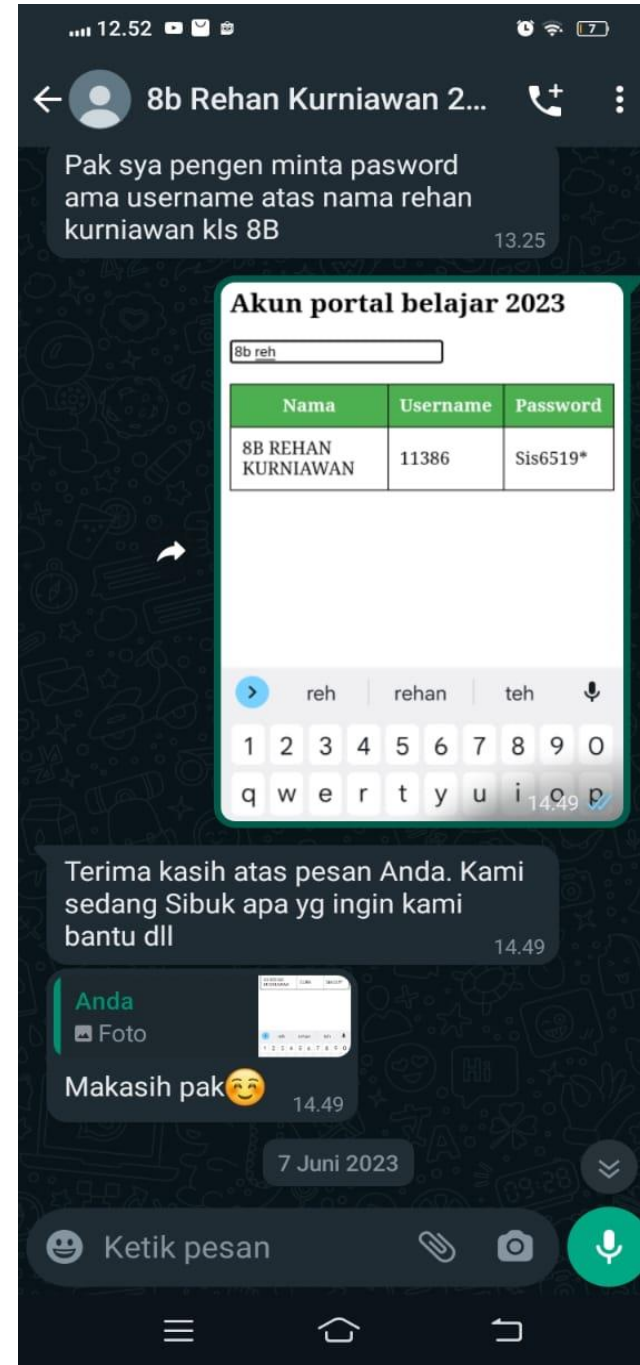 12.52
7
8b Rehan Kurniawan 2...
Pak sya pengen minta pasword
ama username atas nama rehan
kurniawan kls 8B
13.25
Akun portal belajar 2023
8b reh
Nama Username Password
8B REHAN
KURNIAWAN
11386 Sis6519*
reh rehan teh
1 2 3 4 5 6 7 8 9 0
q w e r t y u i o p
14.49
Terima kasih atas pesan Anda. Kami
sedang Sibuk apa yg ingin kami
bantu dll
14.49
Anda
Foto
Makasih pak
14.49
7 Juni 2023
Ketik pesan